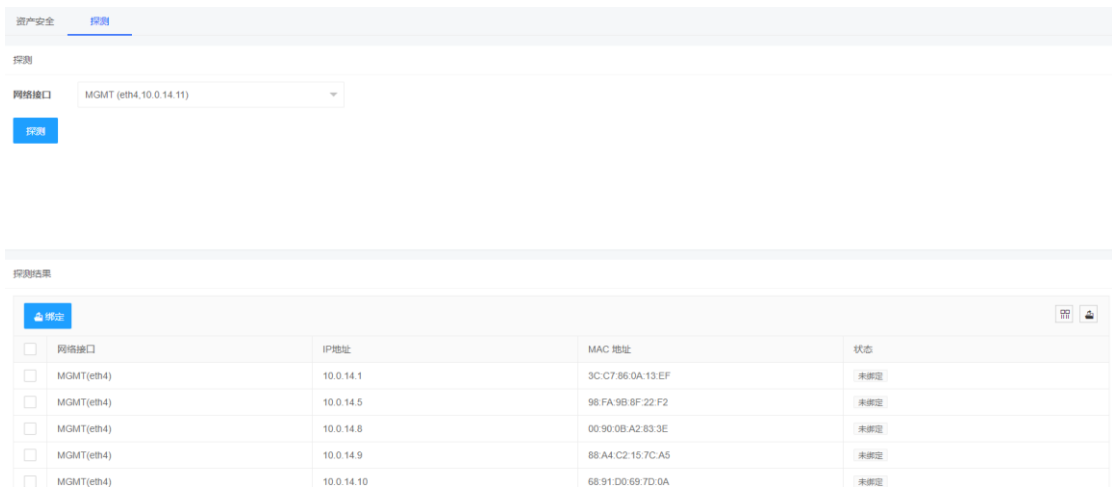 资产安全 探测
探测
网络接口 MGMT (eth4,10.0.14.11)
探测
探测结果
绑定
网络接口 IP地址 MAC 地址 状态
MGMT(eth4) 10.0.14.1 3C:C7:86:0A:13:EF 未绑定
MGMT(eth4) 10.0.14.5 98:FA:9B:8F:22:F2 未绑定
MGMT(eth4) 10.0.14.8 00:90:0B:A2:83:3E 未绑定
MGMT(eth4) 10.0.14.9 88:A4:C2:15:7C:A5 未绑定
MGMT(eth4) 10.0.14.10 68:91:D0:69:7D:0A 未绑定